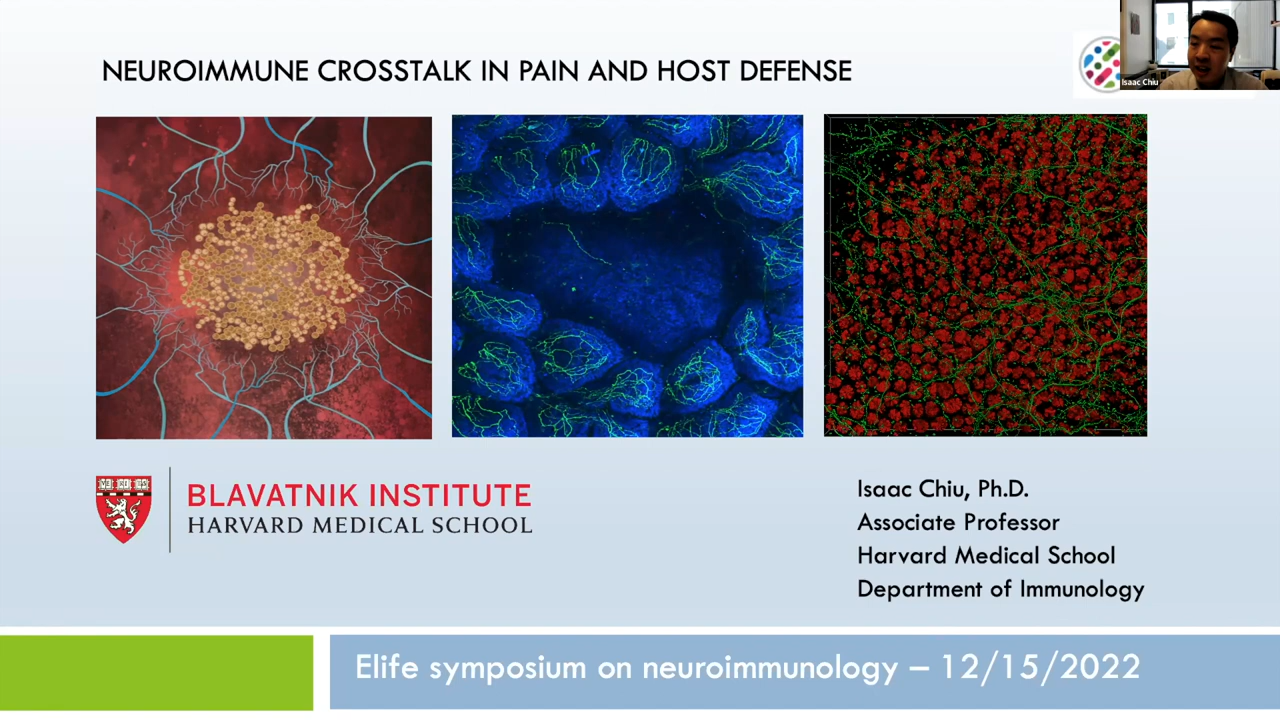 NEUROIMMUNE CROSSTALK IN PAIN AND HOST DEFENSE
Isaac Chiu
BLAVATNIK INSTITUTE
HARVARD MEDICAL SCHOOL
Isaac Chiu, Ph.D.
Associate Professor
Harvard Medical School
Department of Immunology
Elife symposium on neuroimmunology – 12/15/2022